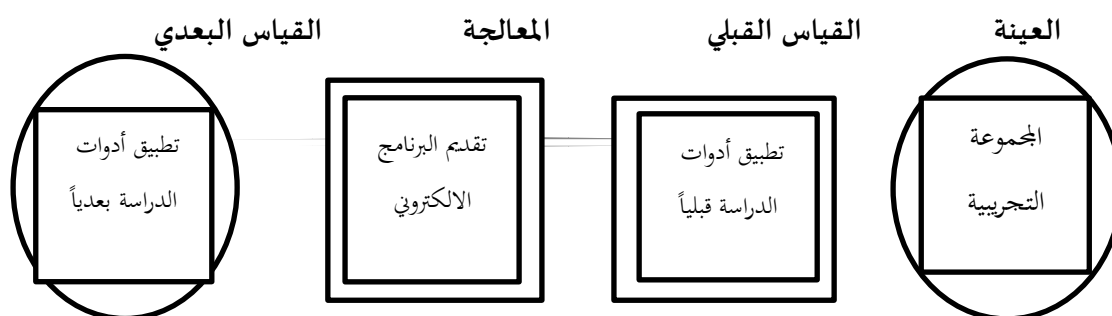 العينة
القياس القبلي
المعالجة
القياس البعدي
المجموعة
التجريبية
تطبيق أدوات
الدراسة قبلياً
تقديم البرنامج
الالكتروني
تطبيق أدوات
الدراسة بعدياً